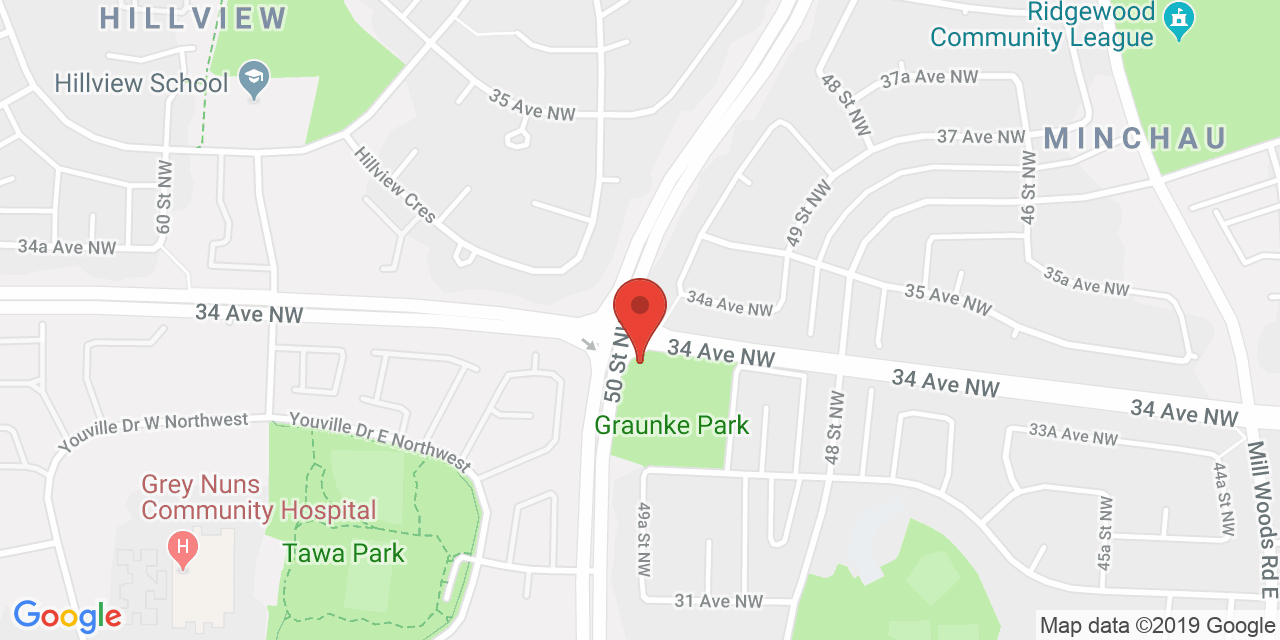 HILLVIEW
Ridgewood
Community League
Hillview School
37a Ave NW
48 St NW
35 Ave NW
37 Ave NW
MINCHAU
Hillview Cres
60 St NW
46 St NW
49 St NW
34a Ave NW
35a Ave NW
35 Ave NW
34a Ave NW
34 Ave NW
50 St N
34 Ave NW
34 Ave NW
34 Ave NW
Graunke Park
48 St NW
Youville Dr W Northwest
Youville Dr E Northwest
33A Ave NW
Mill Woods Rd E
44a St NW
Grey Nuns
Community Hospital
H
Tawa Park
49a St NW
45a St NW
31 Ave NW
Google
Map data ©2019 Google